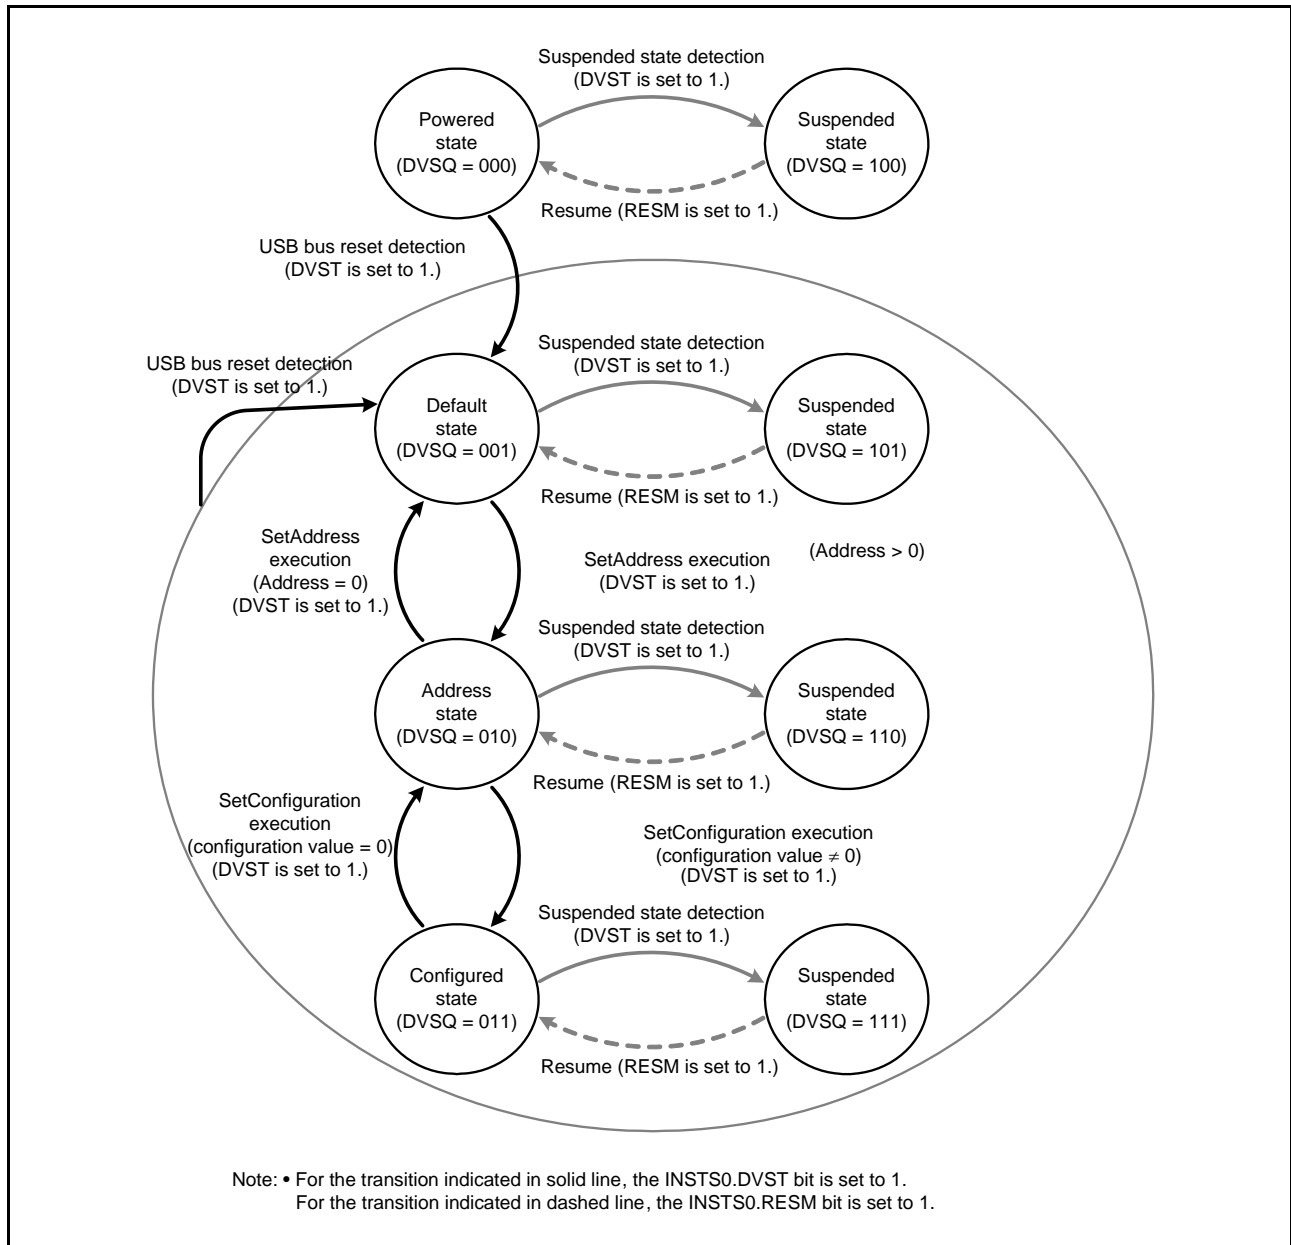 Suspended state detection
(DVST is set to 1.)
Powered
state
(DVSQ = 000)
Suspended
state
(DVSQ = 100)
Resume (RESM is set to 1.)
USB bus reset detection
(DVST is set to 1.)
USB bus reset detection
(DVST is set to 1.)
Suspended state detection
(DVST is set to 1.)
Default
state
(DVSQ = 001)
Suspended
state
(DVSQ = 101)
Resume (RESM is set to 1.)
SetAddress
execution
(Address = 0)
(DVST is set to 1.)
SetAddress execution
(DVST is set to 1.)
(Address > 0)
Suspended state detection
(DVST is set to 1.)
Address
state
(DVSQ = 010)
Suspended
state
(DVSQ = 110)
Resume (RESM is set to 1.)
SetConfiguration
execution
(configuration value = 0)
(DVST is set to 1.)
SetConfiguration execution
(configuration value ≠ 0)
(DVST is set to 1.)
Suspended state detection
(DVST is set to 1.)
Configured
state
(DVSQ = 011)
Suspended
state
(DVSQ = 111)
Resume (RESM is set to 1.)
Note: • For the transition indicated in solid line, the INSTS0.DVST bit is set to 1.
For the transition indicated in dashed line, the INSTS0.RESM bit is set to 1.